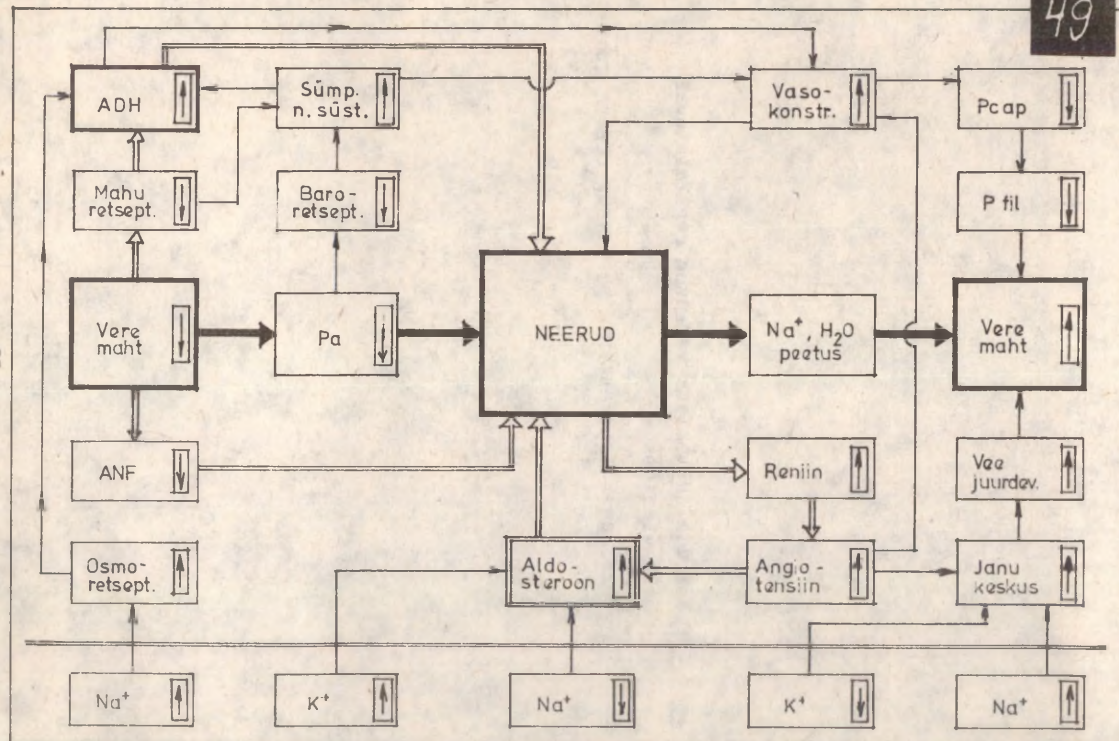 49
ADH
Sümp.
n. süst.
Vaso-
konstr.
Pcap
Mahu
retsept.
Baro-
retsept.
P fil
Vere
maht
Pa
NEERUD
Na⁺, H₂O
peetus
Vere
maht
ANF
Reniin
Vee
juurdev.
Osmo-
retsept.
Aldo-
steroon
Angio-
tensiin
Janu
keskus
Na⁺
K⁺
Na⁺
K⁺
Na⁺